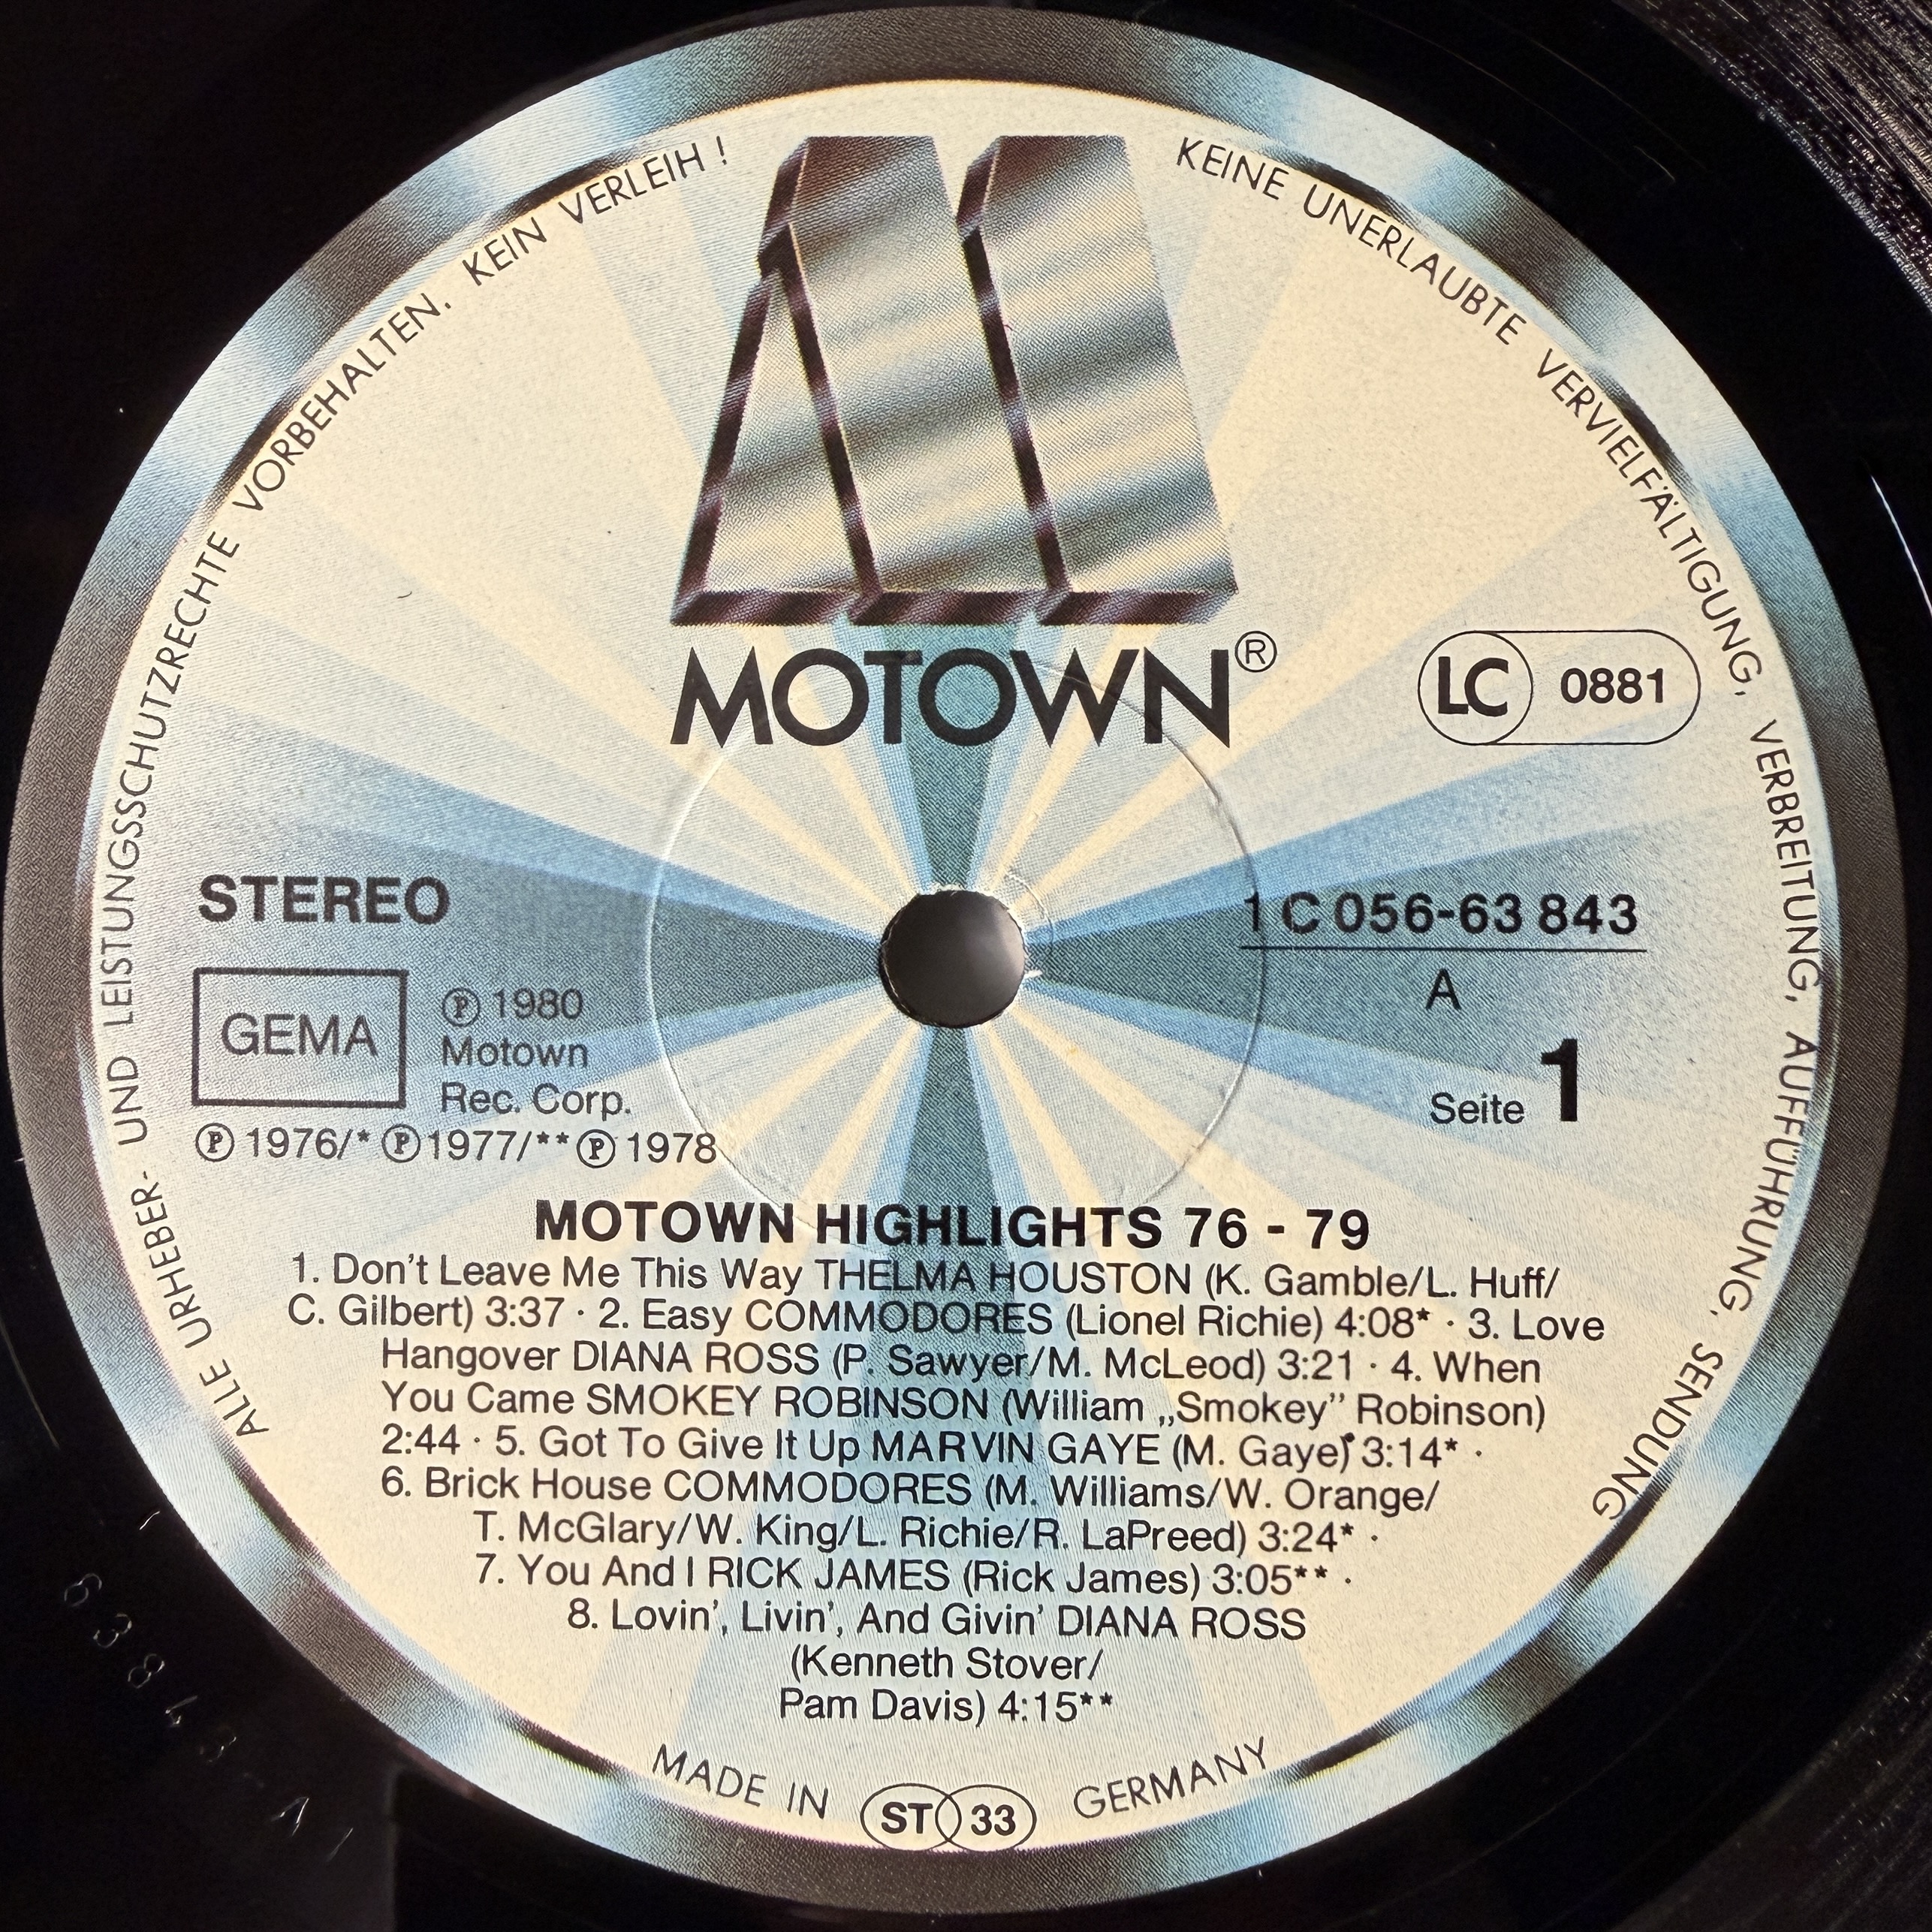 ALLE URHEBER- UND LEISTUNGSSCHUTZRECHTE VORBEHALTEN. KEIN VERLEIH !
KEINE UNERLAUBTE VERVIELFÄLTIGUNG, VERBREITUNG, AUFFÜHRUNG, SENDUNG
MOTOWN®
LC 0881
STEREO
1 C 056-63 843
A
Seite 1
GEMA
℗ 1980
Motown
Rec. Corp.
℗ 1976/* ℗ 1977/** ℗ 1978
MOTOWN HIGHLIGHTS 76 - 79
1. Don't Leave Me This Way THELMA HOUSTON (K. Gamble/L. Huff/
C. Gilbert) 3:37 · 2. Easy COMMODORES (Lionel Richie) 4:08* · 3. Love
Hangover DIANA ROSS (P. Sawyer/M. McLeod) 3:21 · 4. When
You Came SMOKEY ROBINSON (William „Smokey” Robinson)
2:44 · 5. Got To Give It Up MARVIN GAYE (M. Gaye) 3:14* ·
6. Brick House COMMODORES (M. Williams/W. Orange/
T. McGlary/W. King/L. Richie/R. LaPreed) 3:24* ·
7. You And I RICK JAMES (Rick James) 3:05** ·
8. Lovin', Livin', And Givin' DIANA ROSS
(Kenneth Stover/
Pam Davis) 4:15**
MADE IN GERMANY
ST 33